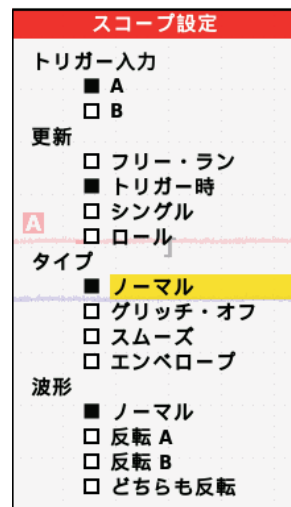 スコープ設定
トリガー入力
■ A
□ B
更新
□ フリー・ラン
■ トリガー時
□ シングル
A
□ ロール
タイプ
■ ノーマル
□ グリッチ・オフ
□ スムーズ
□ エンベロープ
波形
■ ノーマル
□ 反転 A
□ 反転 B
□ どちらも反転